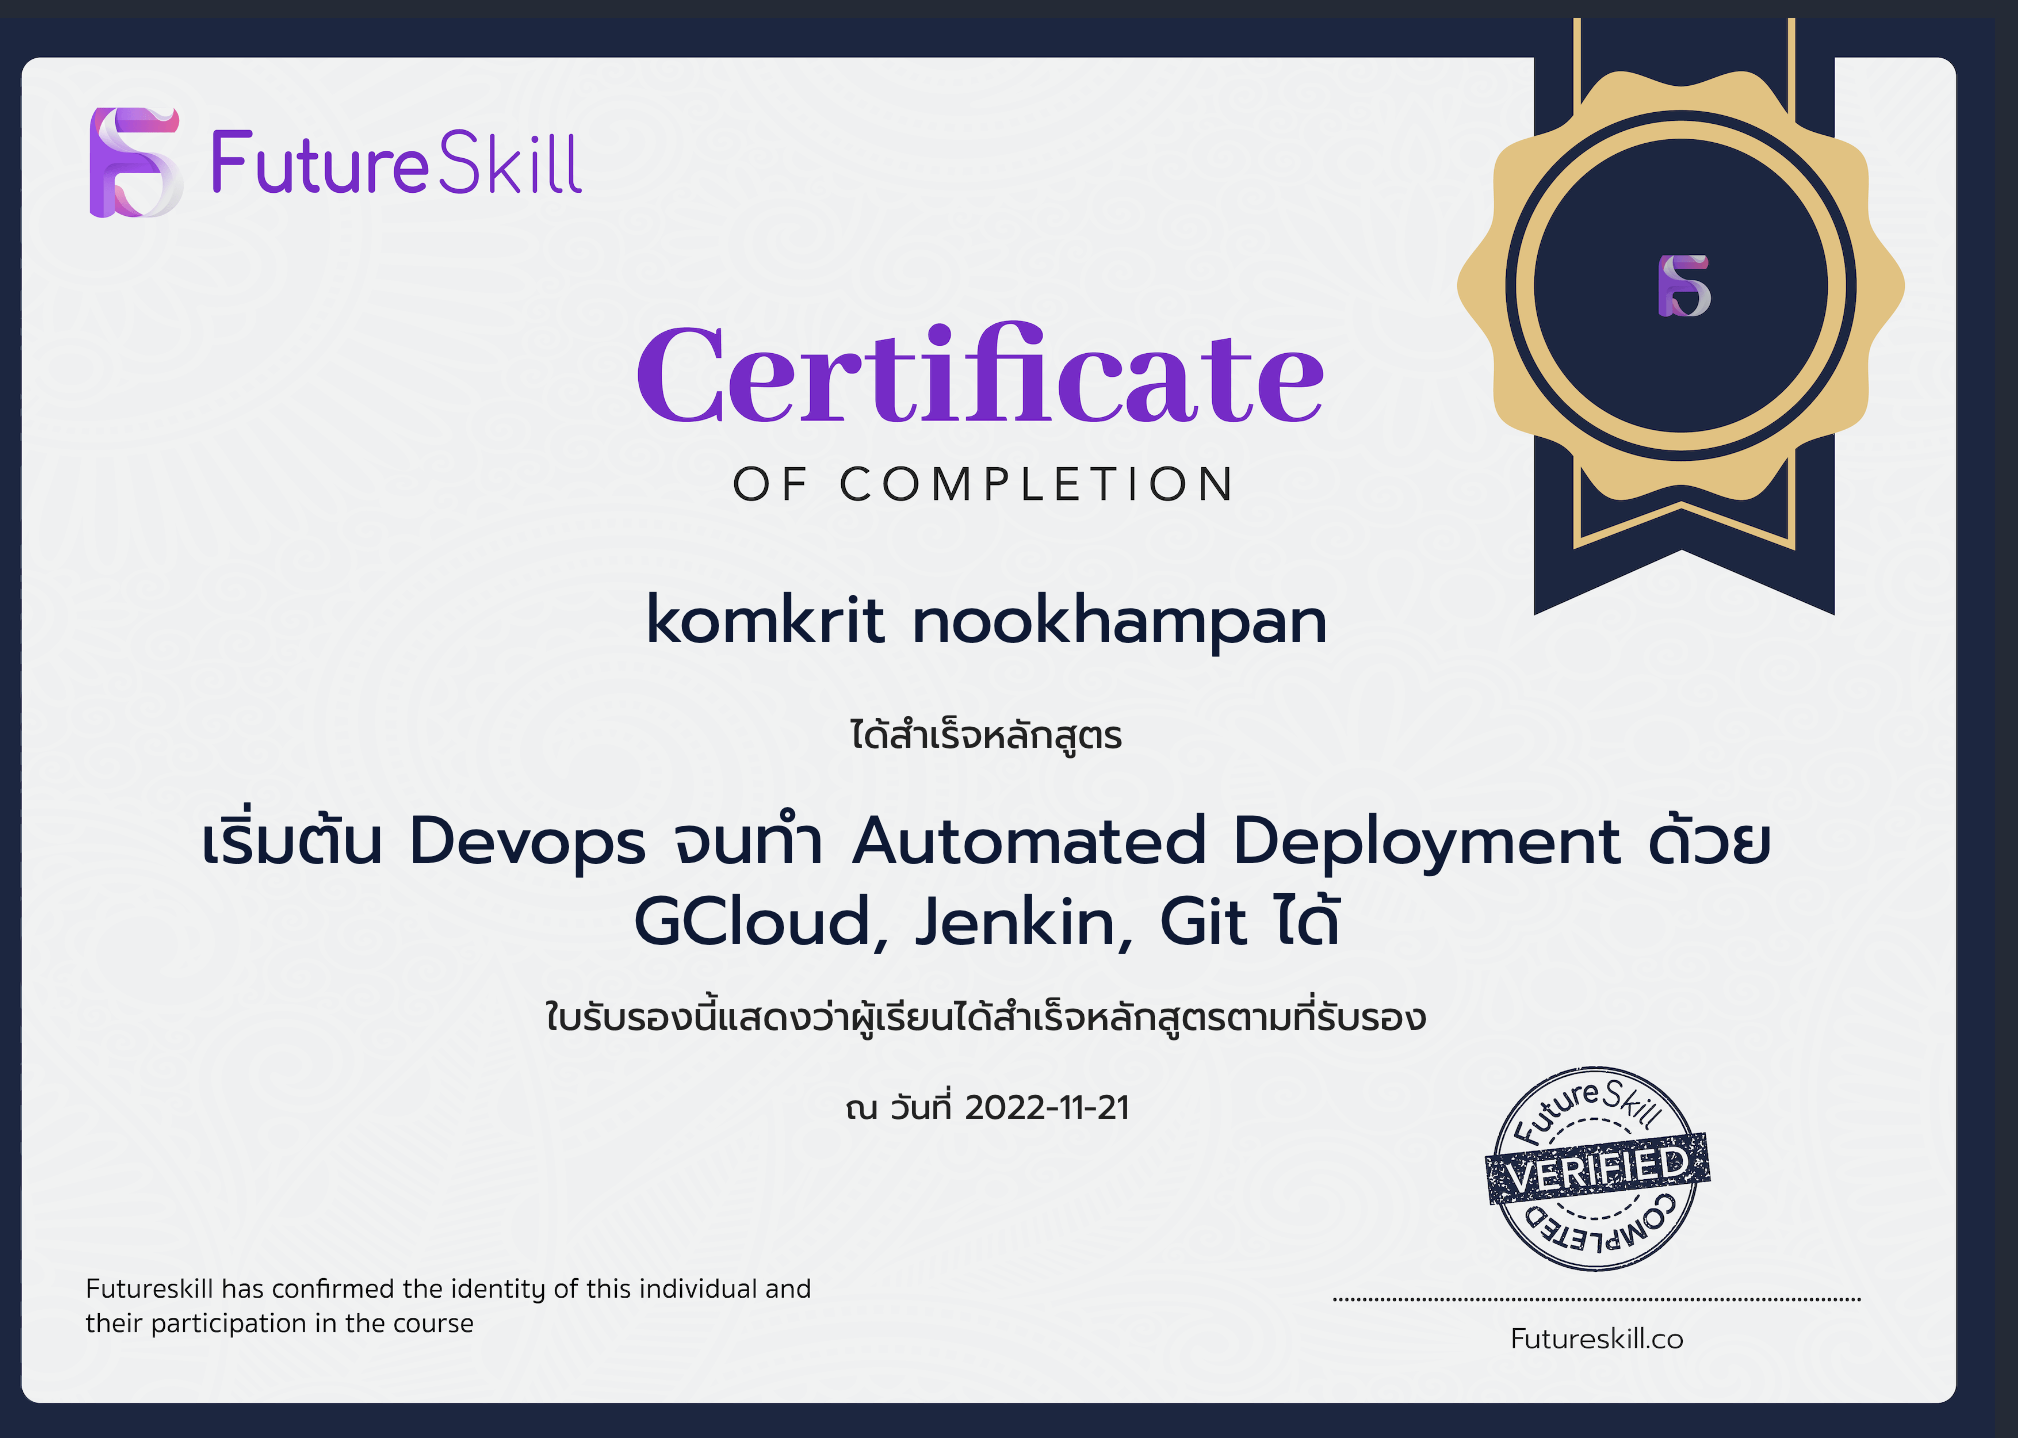 FutureSkill
Certificate
OF COMPLETION
komkrit nookhampan
ได้สำเร็จหลักสูตร
เริ่มต้น Devops จนทำ Automated Deployment ด้วย
GCloud, Jenkin, Git ได้
ใบรับรองนี้แสดงว่าผู้เรียนได้สำเร็จหลักสูตรตามที่รับรอง
ณ วันที่ 2022-11-21
FutureSkill
VERIFIED
COMPLETED
Futureskill has confirmed the identity of this individual and
their participation in the course
Futureskill.co